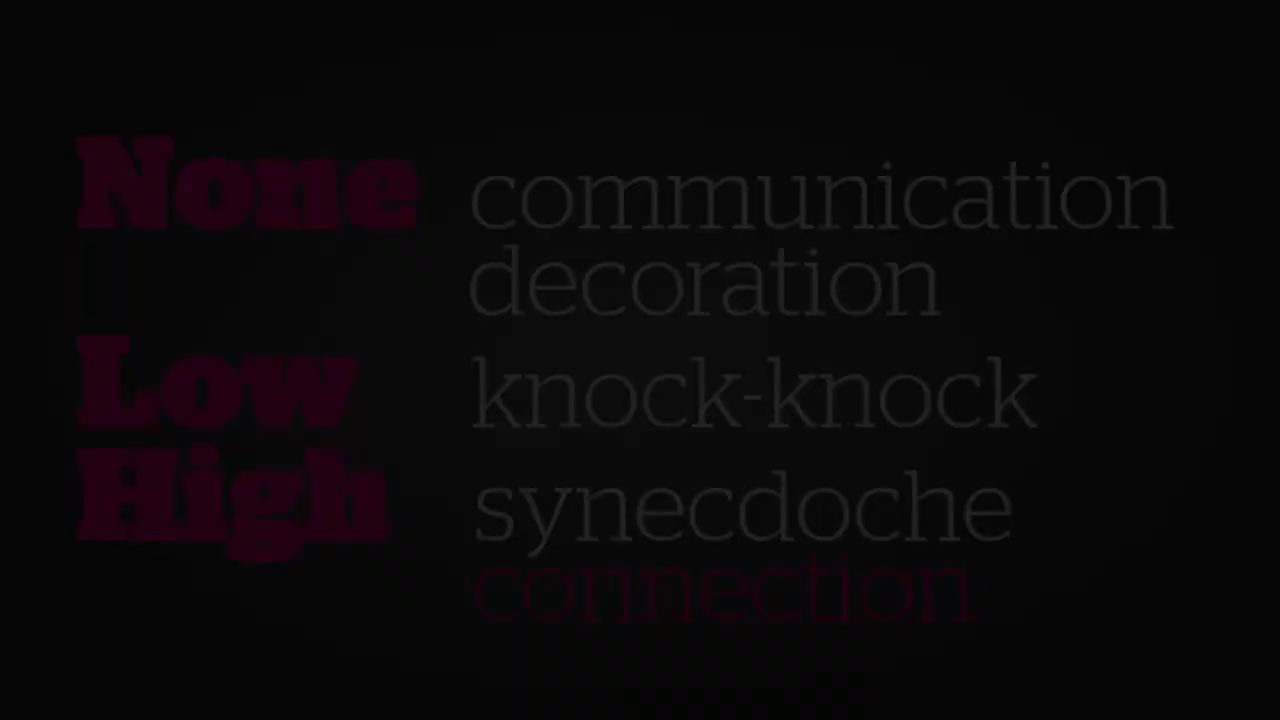 None communication
decoration
Low knock-knock
High synecdoche
connection